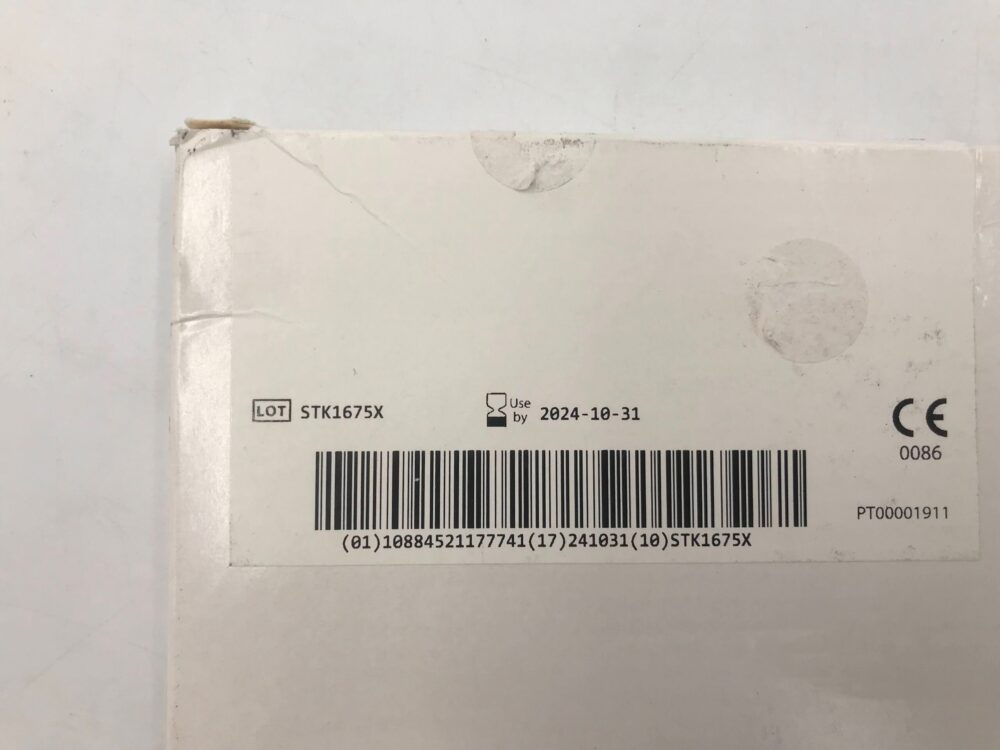 LOT STK1675X
Use by 2024-10-31
CE
0086
(01)10884521177741(17)241031(10)STK1675X
PT00001911